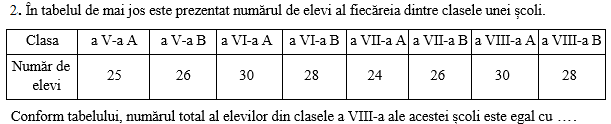 2. În tabelul de mai jos este prezentat numărul de elevi al fiecăreia dintre clasele unei școli.
Clasa a V-a A a V-a B a VI-a A a VI-a B a VII-a A a VII-a B a VIII-a A a VIII-a B
Număr de elevi 25 26 30 28 24 26 30 28
Conform tabelului, numărul total al elevilor din clasele a VIII-a ale acestei școli este egal cu ….